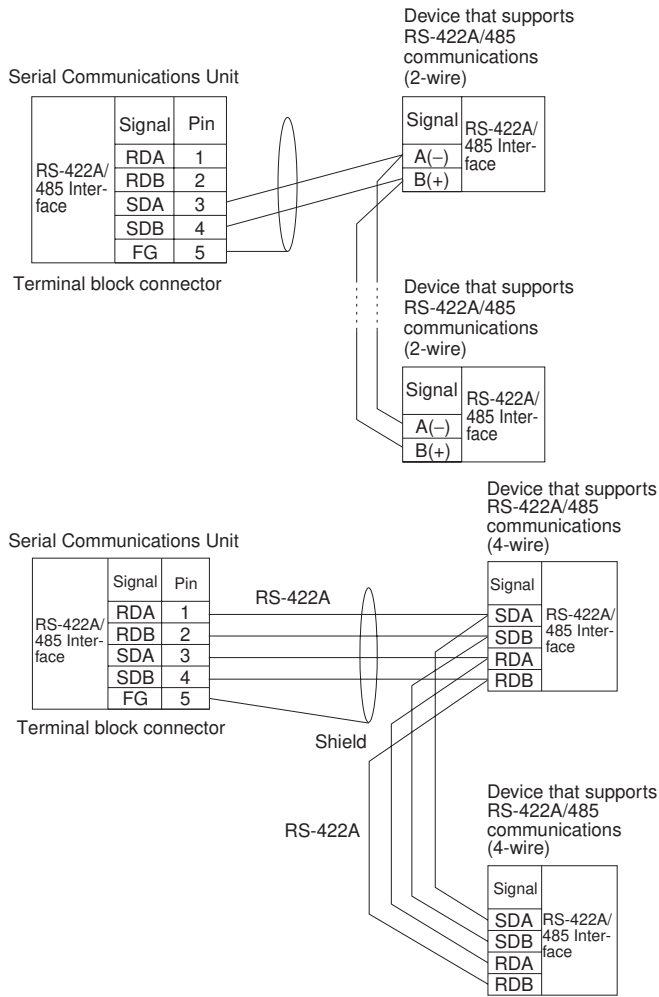 Device that supports
RS-422A/485
communications
(2-wire)
Serial Communications Unit
RS-422A/
485 Inter-
face
Signal Pin
RDA 1
RDB 2
SDA 3
SDB 4
FG 5
Terminal block connector
Signal
A(−)
B(+)
RS-422A/
485 Inter-
face
Device that supports
RS-422A/485
communications
(2-wire)
Signal
A(−)
B(+)
RS-422A/
485 Inter-
face
Device that supports
RS-422A/485
communications
(4-wire)
Serial Communications Unit
RS-422A/
485 Inter-
face
Signal Pin
RDA 1
RDB 2
SDA 3
SDB 4
FG 5
Terminal block connector
RS-422A
Shield
Signal
SDA
SDB
RDA
RDB
RS-422A/
485 Inter-
face
RS-422A
Device that supports
RS-422A/485
communications
(4-wire)
Signal
SDA
SDB
RDA
RDB
RS-422A/
485 Inter-
face